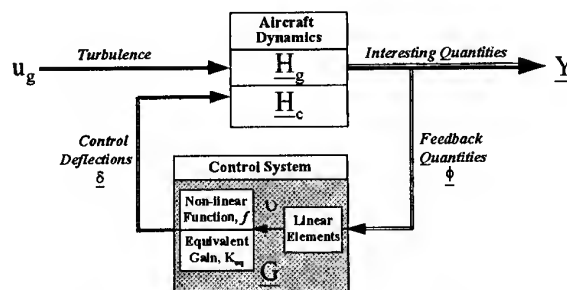 Aircraft
Dynamics
Turbulence
Interesting Quantities
u_g
H_g
Y
H_c
Control
Deflections
δ
Feedback
Quantities
ϕ
Control System
Non-linear
Function, f
υ
Linear
Elements
Equivalent
Gain, K_eq
G